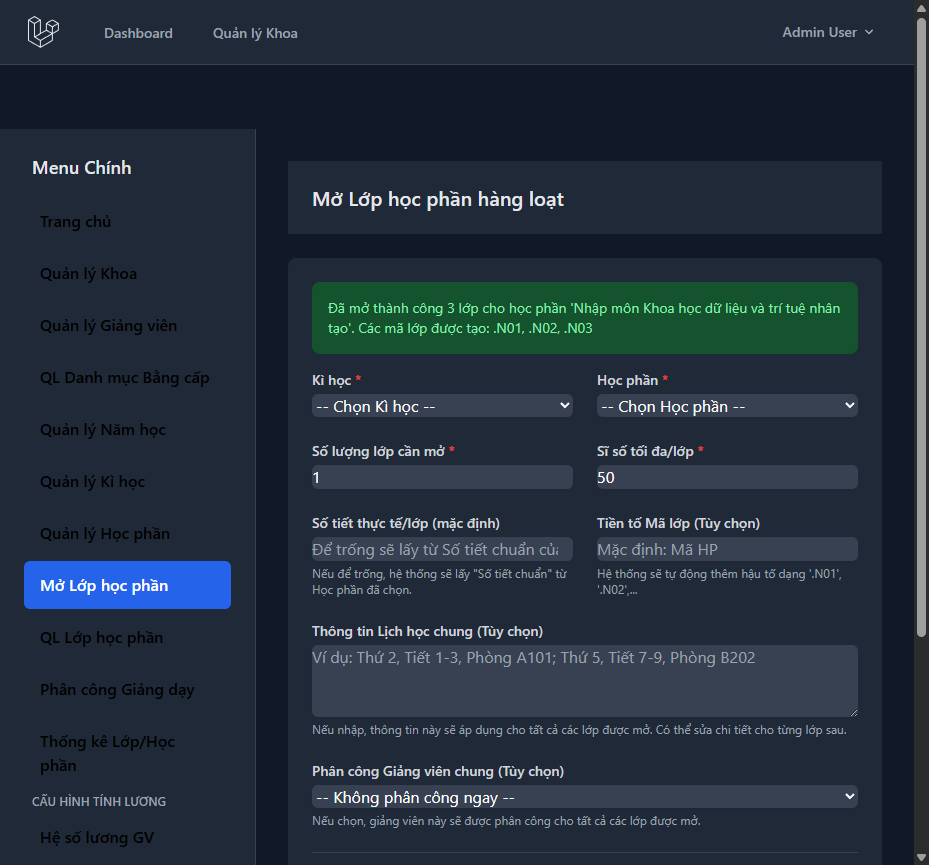 Dashboard
Quản lý Khoa
Admin User
Menu Chính
Trang chủ
Quản lý Khoa
Quản lý Giảng viên
QL Danh mục Bằng cấp
Quản lý Năm học
Quản lý Kì học
Quản lý Học phần
Mở Lớp học phần
QL Lớp học phần
Phân công Giảng dạy
Thống kê Lớp/Học
phần
CẤU HÌNH TÍNH LƯƠNG
Hệ số lương GV
Mở Lớp học phần hàng loạt
Đã mở thành công 3 lớp cho học phần 'Nhập môn Khoa học dữ liệu và trí tuệ nhân
tạo'. Các mã lớp được tạo: .N01, .N02, .N03
Kì học *
-- Chọn Kì học --
Học phần *
-- Chọn Học phần --
Số lượng lớp cần mở *
1
Sĩ số tối đa/lớp *
50
Số tiết thực tế/lớp (mặc định)
Để trống sẽ lấy từ Số tiết chuẩn củ
Nếu để trống, hệ thống sẽ lấy "Số tiết chuẩn" từ
Học phần đã chọn.
Tiền tố Mã lớp (Tùy chọn)
Mặc định: Mã HP
Hệ thống sẽ tự động thêm hậu tố dạng '.N01',
'.N02',...
Thông tin Lịch học chung (Tùy chọn)
Ví dụ: Thứ 2, Tiết 1-3, Phòng A101; Thứ 5, Tiết 7-9, Phòng B202
Nếu nhập, thông tin này sẽ áp dụng cho tất cả các lớp được mở. Có thể sửa chi tiết cho từng lớp sau.
Phân công Giảng viên chung (Tùy chọn)
-- Không phân công ngay --
Nếu chọn, giảng viên này sẽ được phân công cho tất cả các lớp được mở.